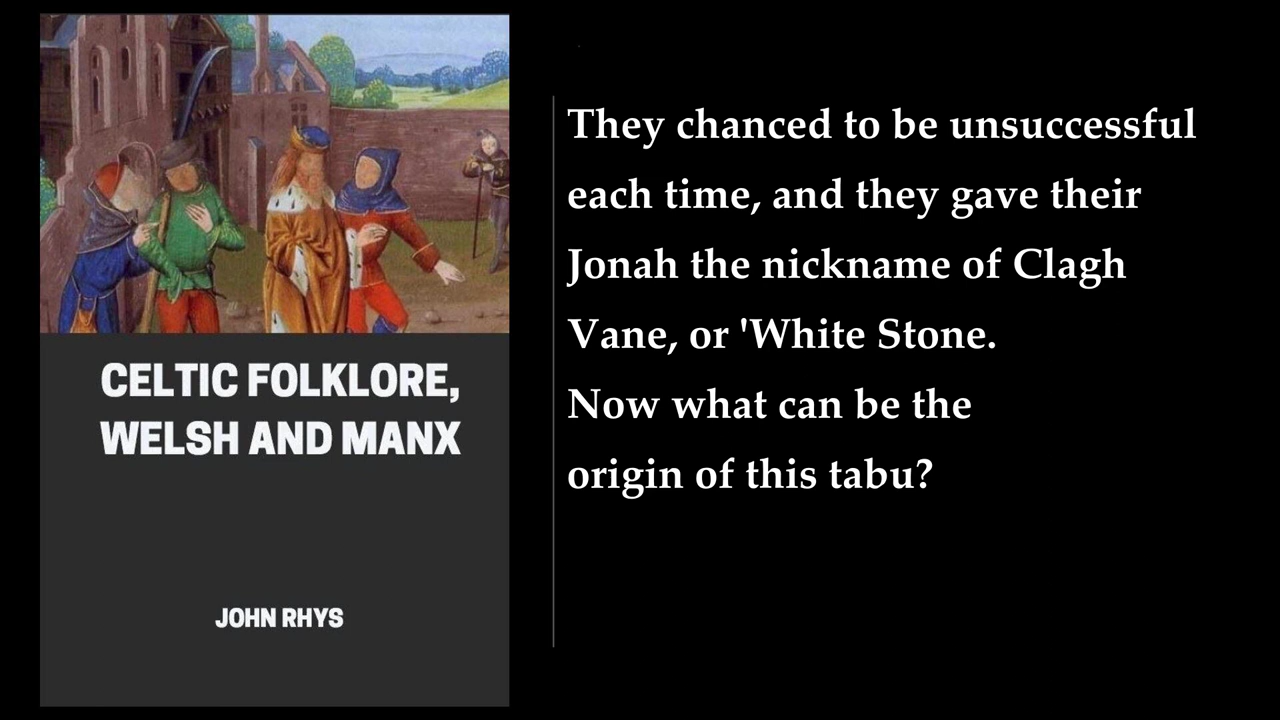 CELTIC FOLKLORE,
WELSH AND MANX
JOHN RHYS
They chanced to be unsuccessful
each time, and they gave their
Jonah the nickname of Clagh
Vane, or 'White Stone.
Now what can be the
origin of this tabu?